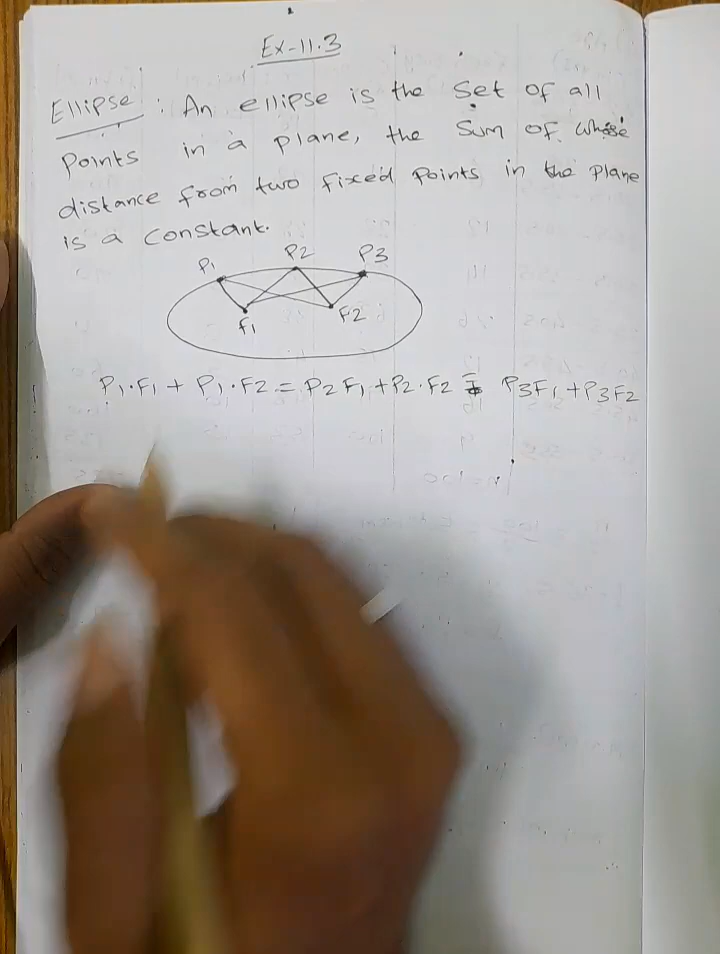 Ex-11.3
Ellipse : An ellipse is the set of all
points in a plane, the sum of whose
distance from two fixed points in the plane
is a constant.
P1 P2 P3
F1 F2
P1·F1 + P1·F2 = P2F1 + P2·F2 = P3F1 + P3F2